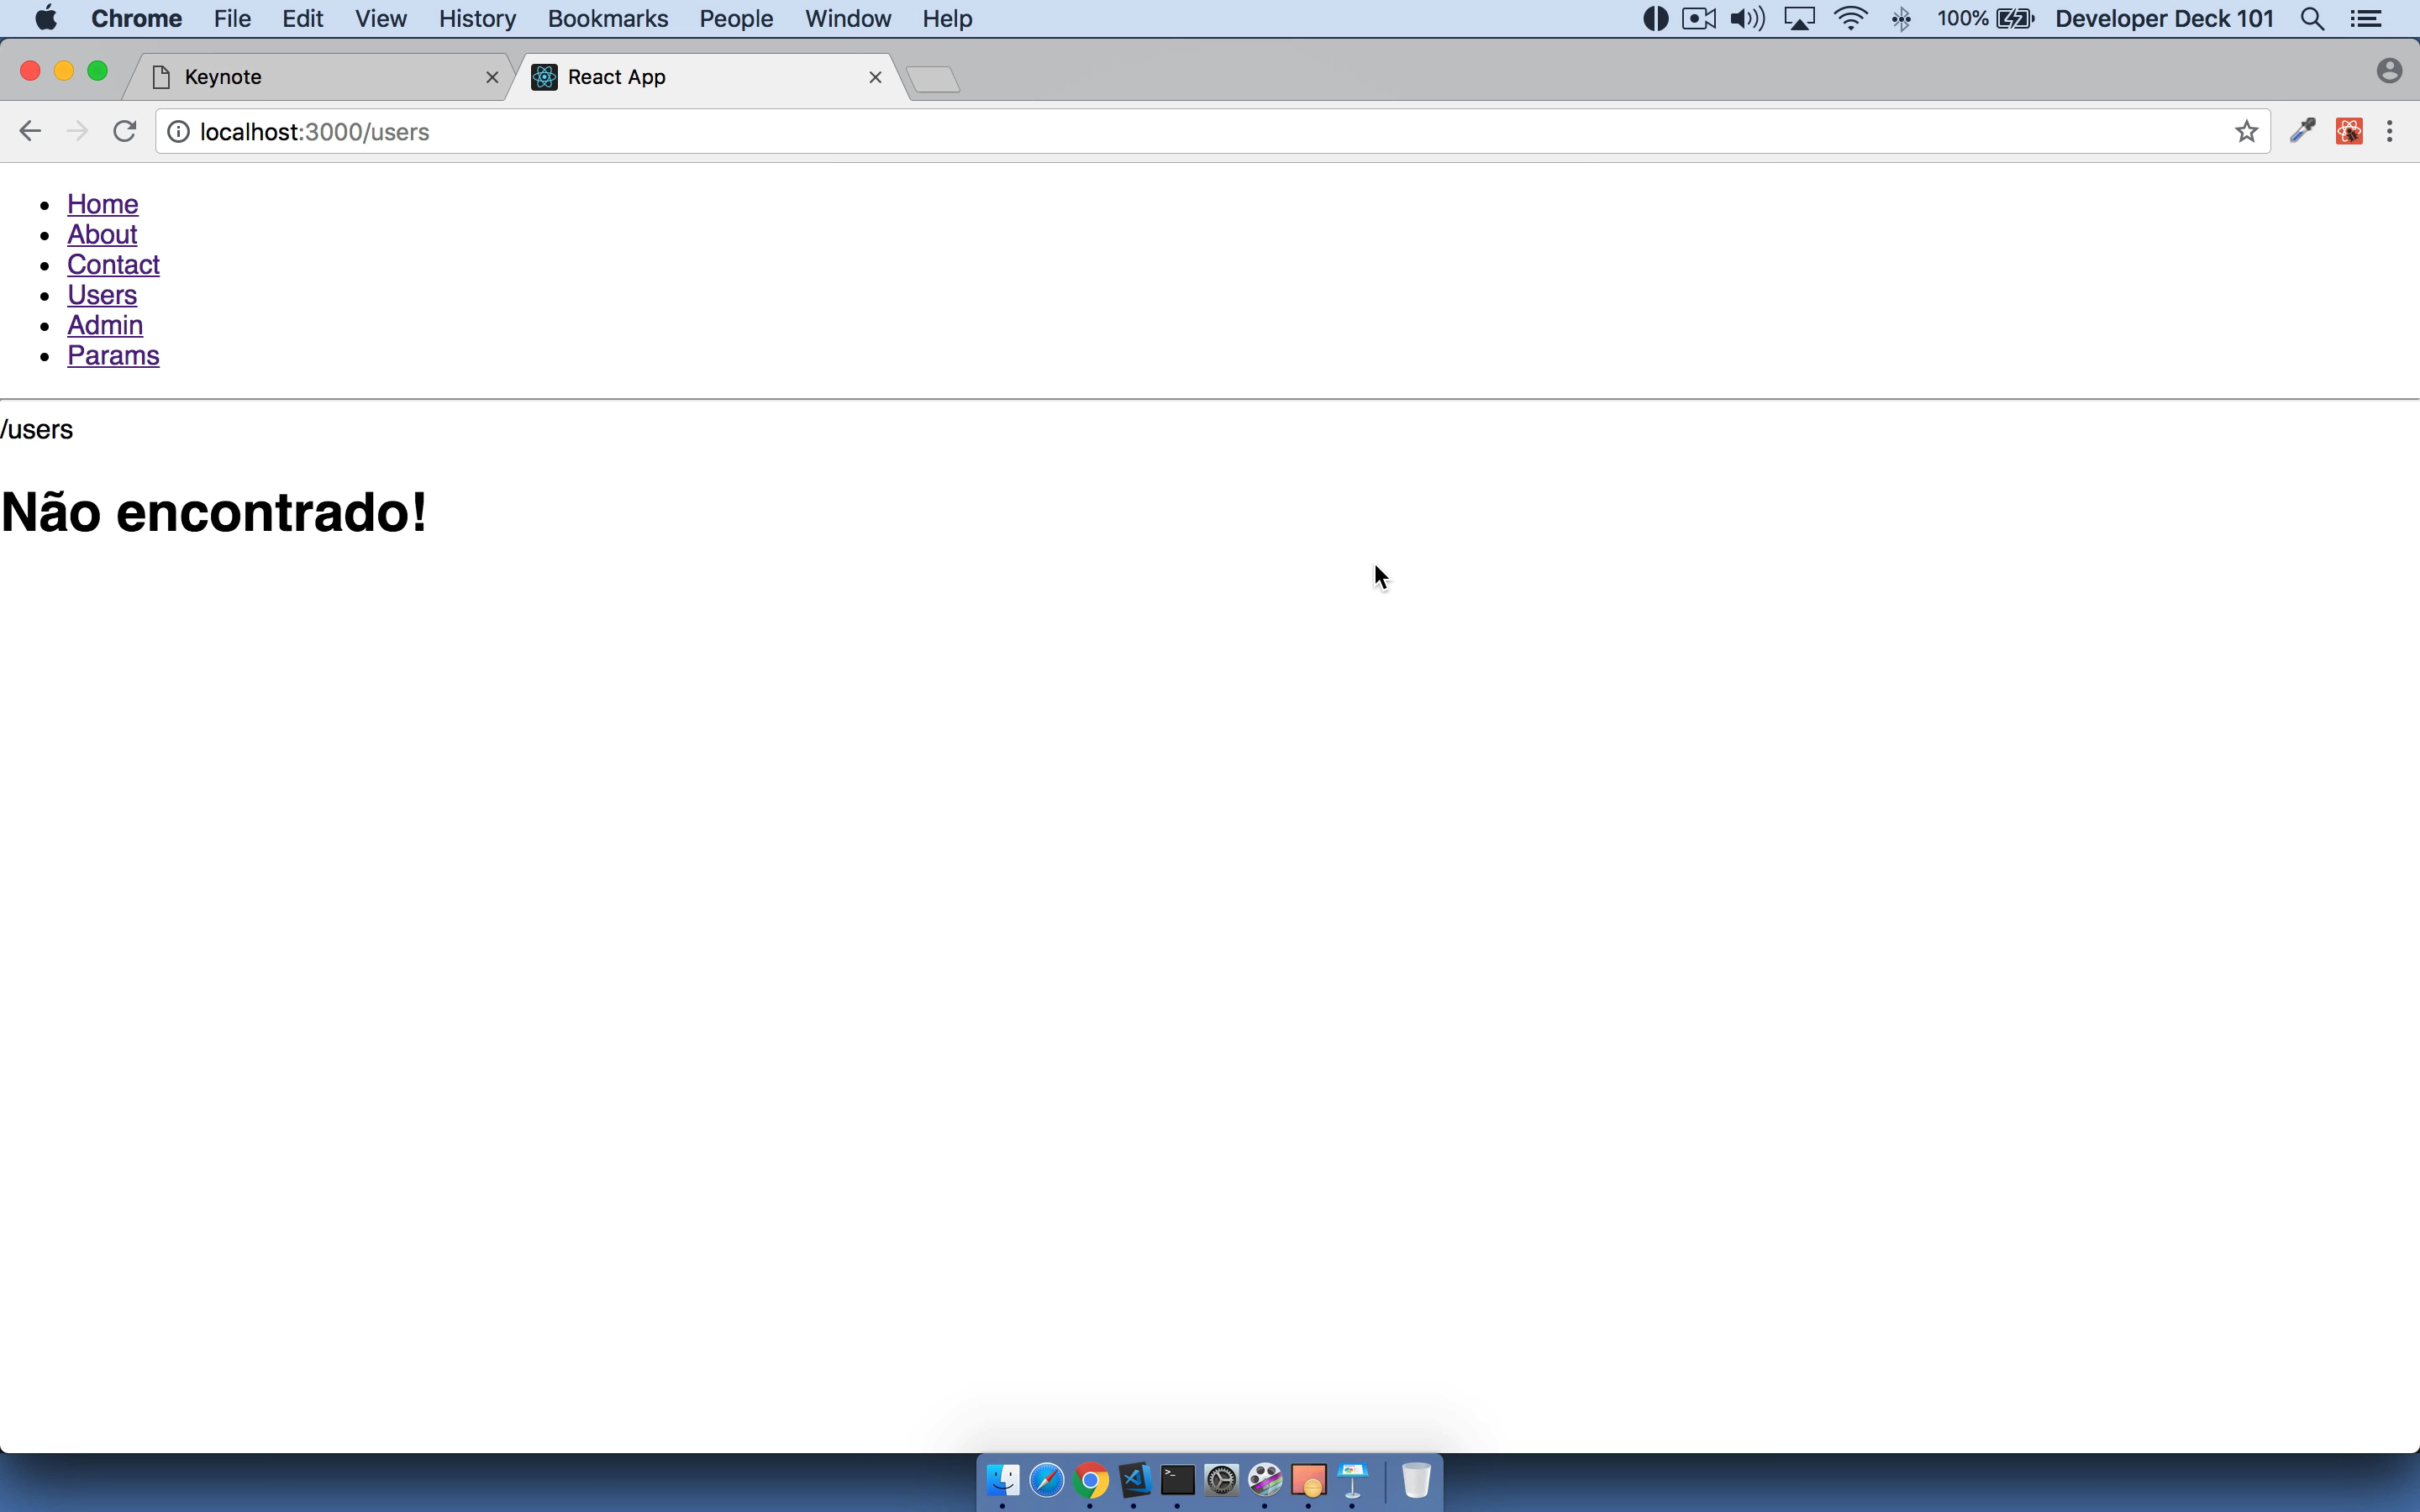 Chrome File Edit View History Bookmarks People Window Help 100% Developer Deck 101
Keynote React App
localhost:3000/users
Home
About
Contact
Users
Admin
Params
/users
Não encontrado!